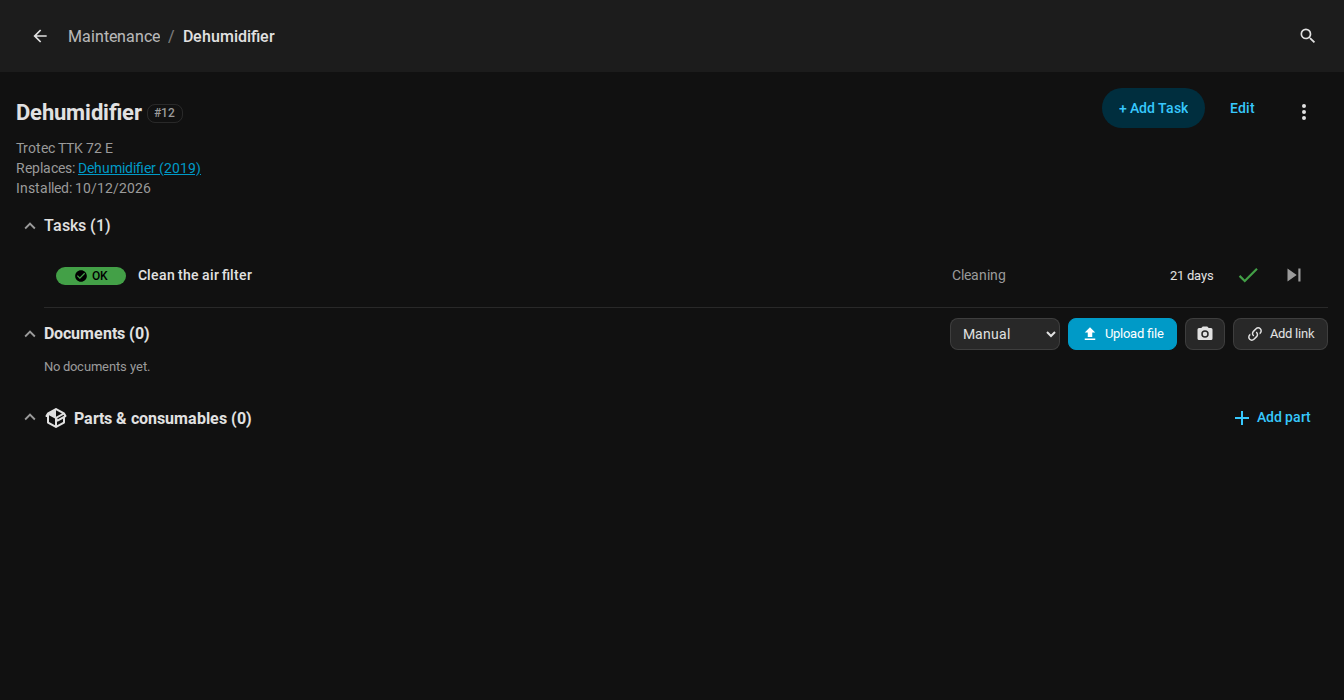 Maintenance / Dehumidifier
Dehumidifier #12
+ Add Task
Edit
Trotec TTK 72 E
Replaces: Dehumidifier (2019)
Installed: 10/12/2026
Tasks (1)
OK Clean the air filter Cleaning 21 days
Documents (0) Manual Upload file Add link
No documents yet.
Parts & consumables (0) Add part